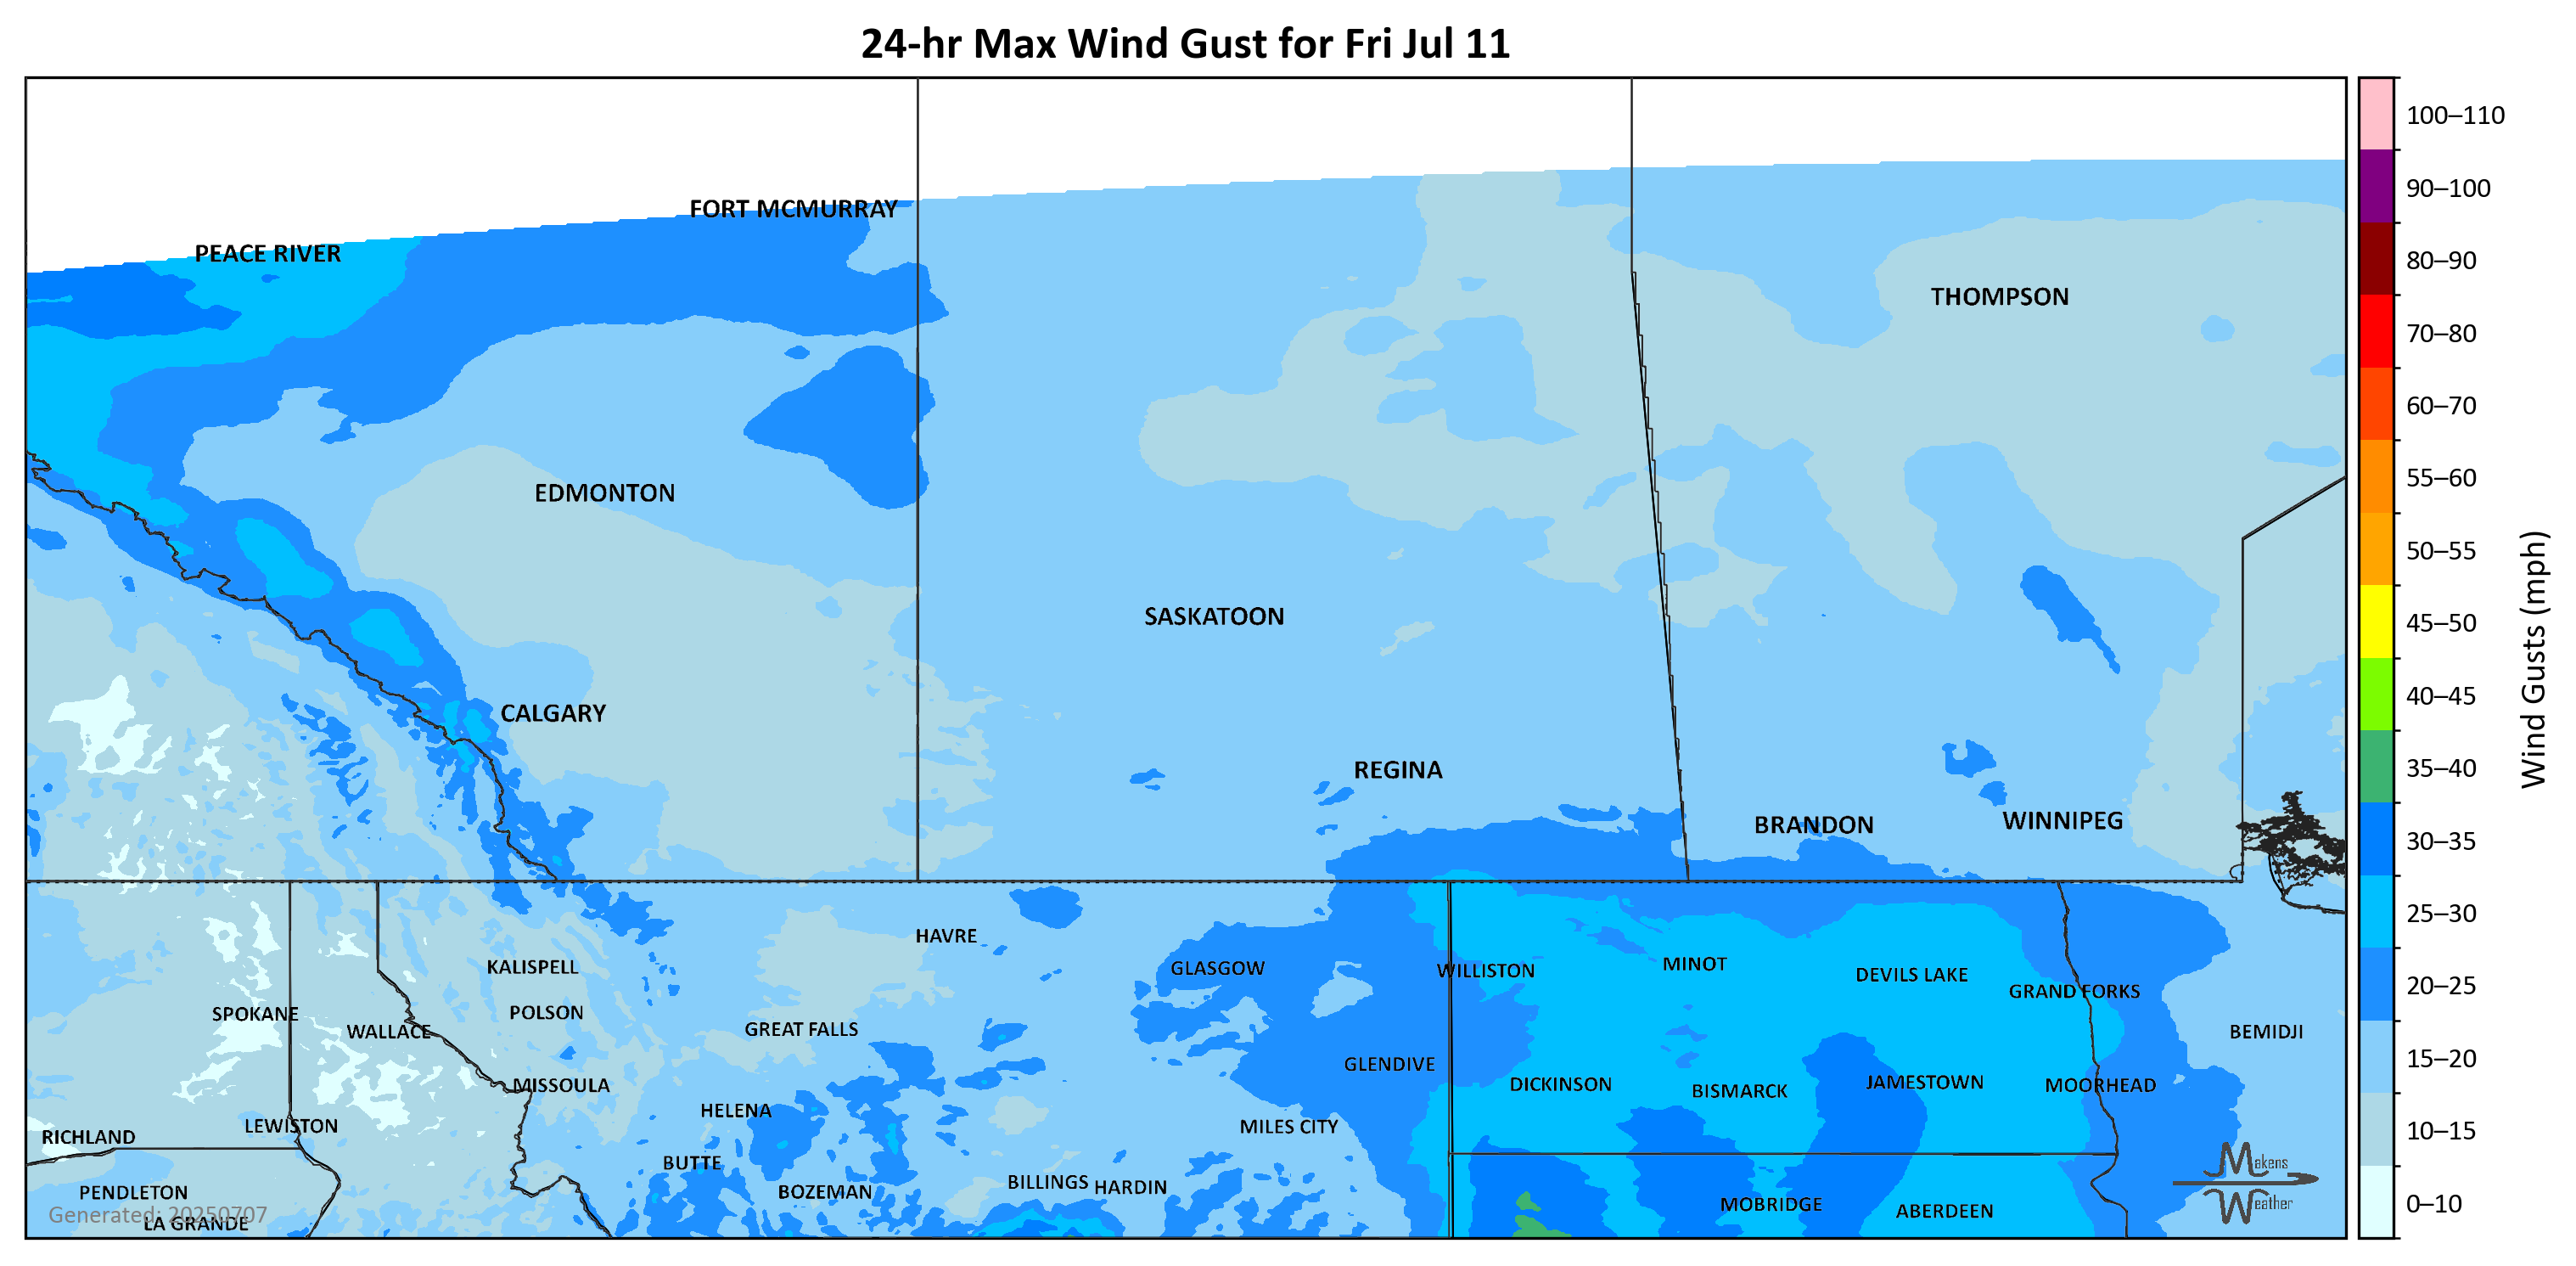 24-hr Max Wind Gust for Fri Jul 11
100–110
90–100
80–90
70–80
60–70
55–60
50–55
45–50
40–45
35–40
30–35
25–30
20–25
15–20
10–15
0–10
Wind Gusts (mph)
FORT MCMURRAY
PEACE RIVER
THOMPSON
EDMONTON
SASKATOON
CALGARY
REGINA
BRANDON
WINNIPEG
HAVRE
KALISPELL
GLASGOW
WILLISTON
MINOT
DEVILS LAKE
GRAND FORKS
SPOKANE
POLSON
WALLACE
GREAT FALLS
BEMIDJI
GLENDIVE
MISSOULA
DICKINSON
BISMARCK
JAMESTOWN
MOORHEAD
HELENA
LEWISTON
MILES CITY
RICHLAND
BUTTE
PENDLETON
BOZEMAN
BILLINGS
HARDIN
MOBRIDGE
ABERDEEN
LA GRANDE
Generated: 20250707
Makens
Weather